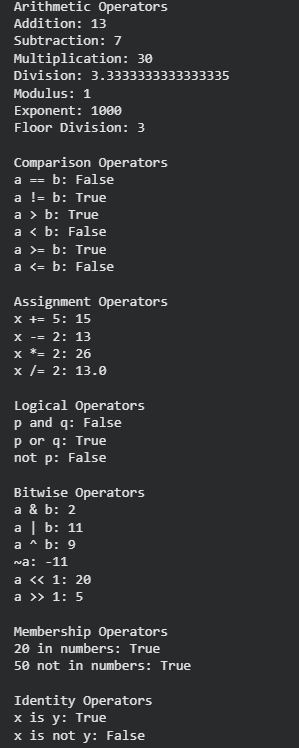 Arithmetic Operators
Addition: 13
Subtraction: 7
Multiplication: 30
Division: 3.3333333333333335
Modulus: 1
Exponent: 1000
Floor Division: 3

Comparison Operators
a == b: False
a != b: True
a > b: True
a < b: False
a >= b: True
a <= b: False

Assignment Operators
x += 5: 15
x -= 2: 13
x *= 2: 26
x /= 2: 13.0

Logical Operators
p and q: False
p or q: True
not p: False

Bitwise Operators
a & b: 2
a | b: 11
a ^ b: 9
~a: -11
a << 1: 20
a >> 1: 5

Membership Operators
20 in numbers: True
50 not in numbers: True

Identity Operators
x is y: True
x is not y: False